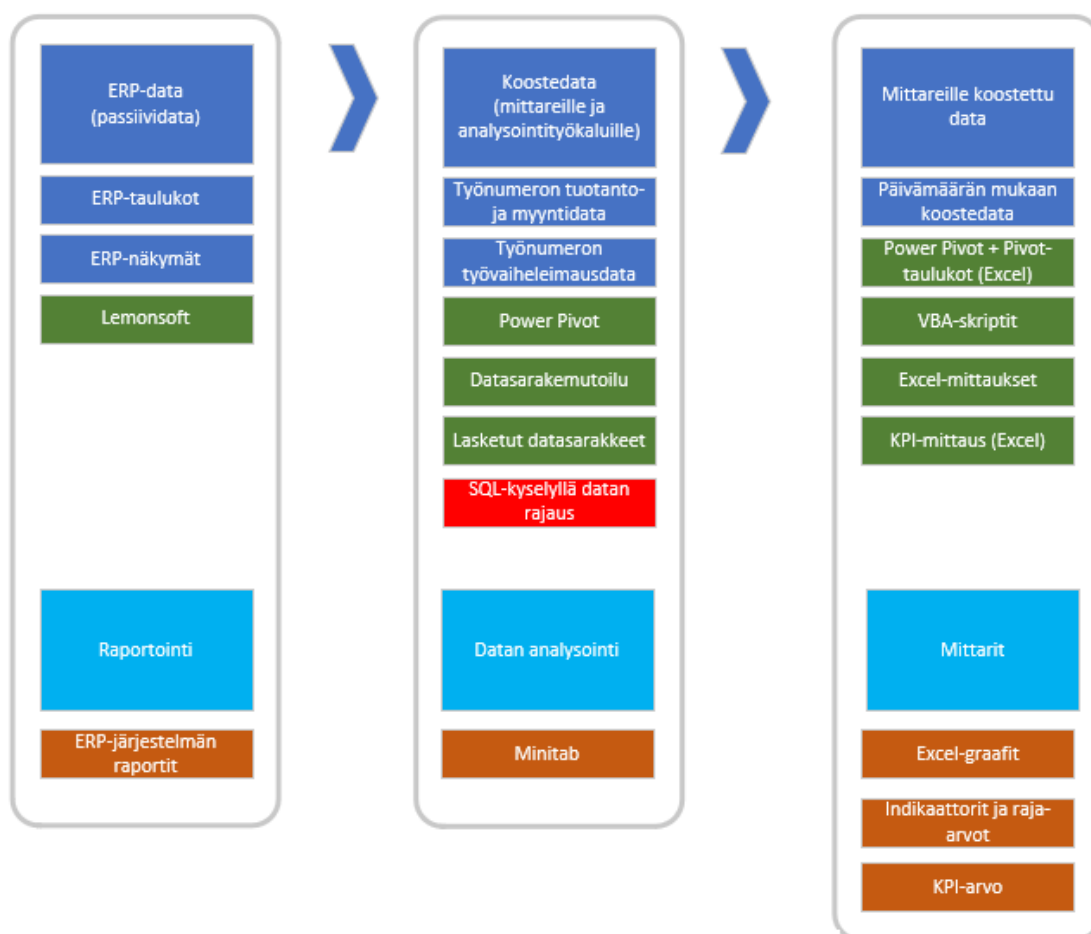 ERP-data
(passiividata)
ERP-taulukot
ERP-näkymät
Lemonsoft
Raportointi
ERP-järjestelmän
raportit
Koostedata
(mittareille ja
analysointityökaluille)
Työnumeron tuotanto-
ja myyntidata
Työnumeron
työvaiheleimausdata
Power Pivot
Datasarakemutoilu
Lasketut datasarakkeet
SQL-kyselyllä datan
rajaus
Datan analysointi
Minitab
Mittareille koostettu
data
Päivämäärän mukaan
koostedata
Power Pivot + Pivot-
taulukot (Excel)
VBA-skriptit
Excel-mittaukset
KPI-mittaus (Excel)
Mittarit
Excel-graafit
Indikaattorit ja raja-
arvot
KPI-arvo